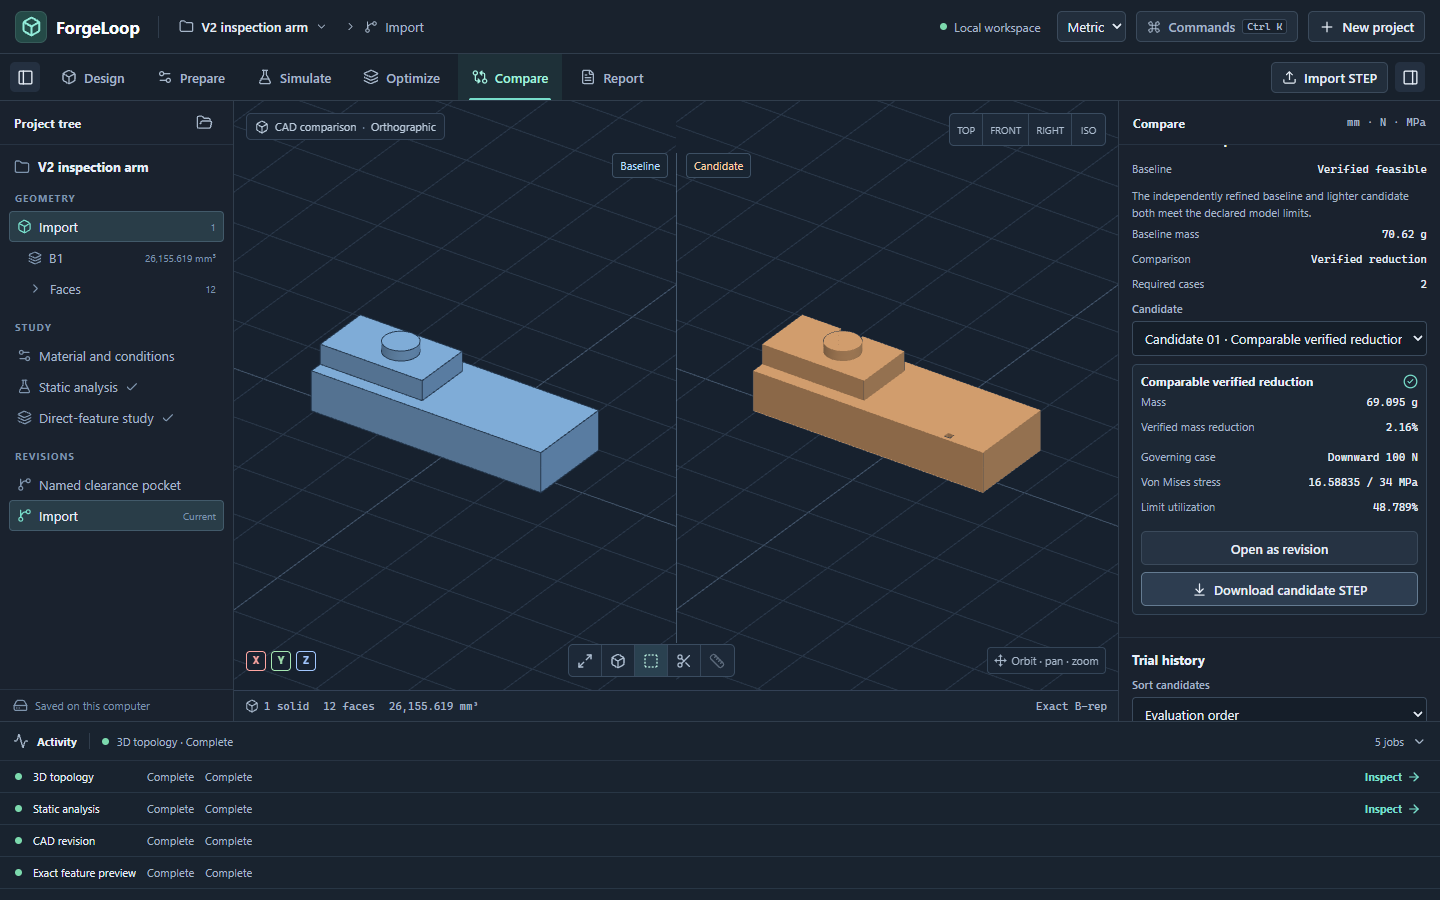 ForgeLoop
V2 inspection arm
Import
Local workspace
Metric
Commands Ctrl K
New project
Design
Prepare
Simulate
Optimize
Compare
Report
Import STEP
Project tree
V2 inspection arm
GEOMETRY
Import 1
B1 26,155.619 mm³
Faces 12
STUDY
Material and conditions
Static analysis
Direct-feature study
REVISIONS
Named clearance pocket
Import Current
Saved on this computer
CAD comparison · Orthographic
TOP FRONT RIGHT ISO
Baseline
Candidate
X Y Z
Orbit · pan · zoom
1 solid 12 faces 26,155.619 mm³
Exact B-rep
Compare mm · N · MPa
Baseline Verified feasible
The independently refined baseline and lighter candidate
both meet the declared model limits.
Baseline mass 70.62 g
Comparison Verified reduction
Required cases 2
Candidate
Candidate 01 · Comparable verified reduction
Comparable verified reduction
Mass 69.095 g
Verified mass reduction 2.16%
Governing case Downward 100 N
Von Mises stress 16.58835 / 34 MPa
Limit utilization 48.789%
Open as revision
Download candidate STEP
Trial history
Sort candidates
Evaluation order
Activity
3D topology · Complete
5 jobs
3D topology Complete Complete Inspect
Static analysis Complete Complete Inspect
CAD revision Complete Complete
Exact feature preview Complete Complete